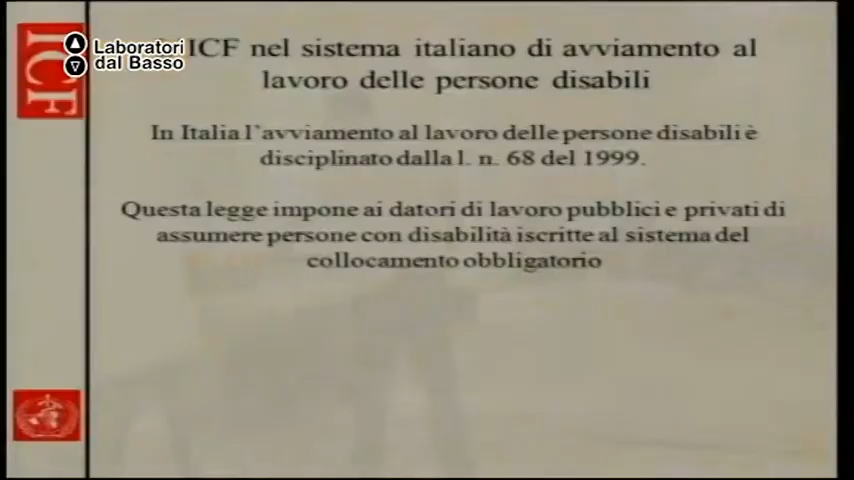 ICF
Laboratori
dal Basso
ICF nel sistema italiano di avviamento al
lavoro delle persone disabili
In Italia l'avviamento al lavoro delle persone disabili è
disciplinato dalla l. n. 68 del 1999.
Questa legge impone ai datori di lavoro pubblici e privati di
assumere persone con disabilità iscritte al sistema del
collocamento obbligatorio